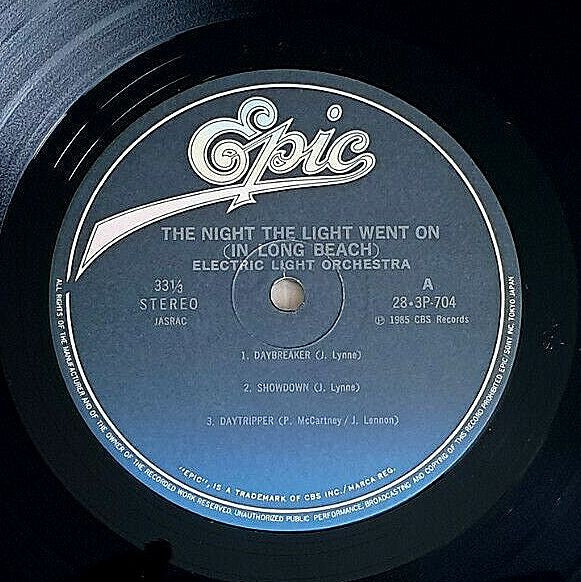 Epic
THE NIGHT THE LIGHT WENT ON
(IN LONG BEACH)
ELECTRIC LIGHT ORCHESTRA
33⅓
STEREO
JASRAC
A
28・3P-704
Ⓟ 1985 CBS Records
1. DAYBREAKER (J. Lynne)
2. SHOWDOWN (J. Lynne)
3. DAYTRIPPER (P. McCartney/J. Lennon)
"EPIC", IS A TRADEMARK OF CBS INC./MARCA REG.
ALL RIGHTS OF THE MANUFACTURER AND OF THE OWNER OF THE RECORDED WORK RESERVED. UNAUTHORIZED PUBLIC PERFORMANCE, BROADCASTING AND COPYING OF THIS RECORD PROHIBITED EPIC/SONY INC. TOKYO JAPAN